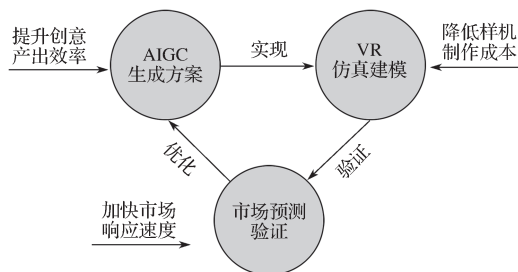 提升创意
产出效率
AIGC
生成方案
实现
VR
仿真建模
降低样机
制作成本
优化
验证
加快市场
响应速度
市场预测
验证